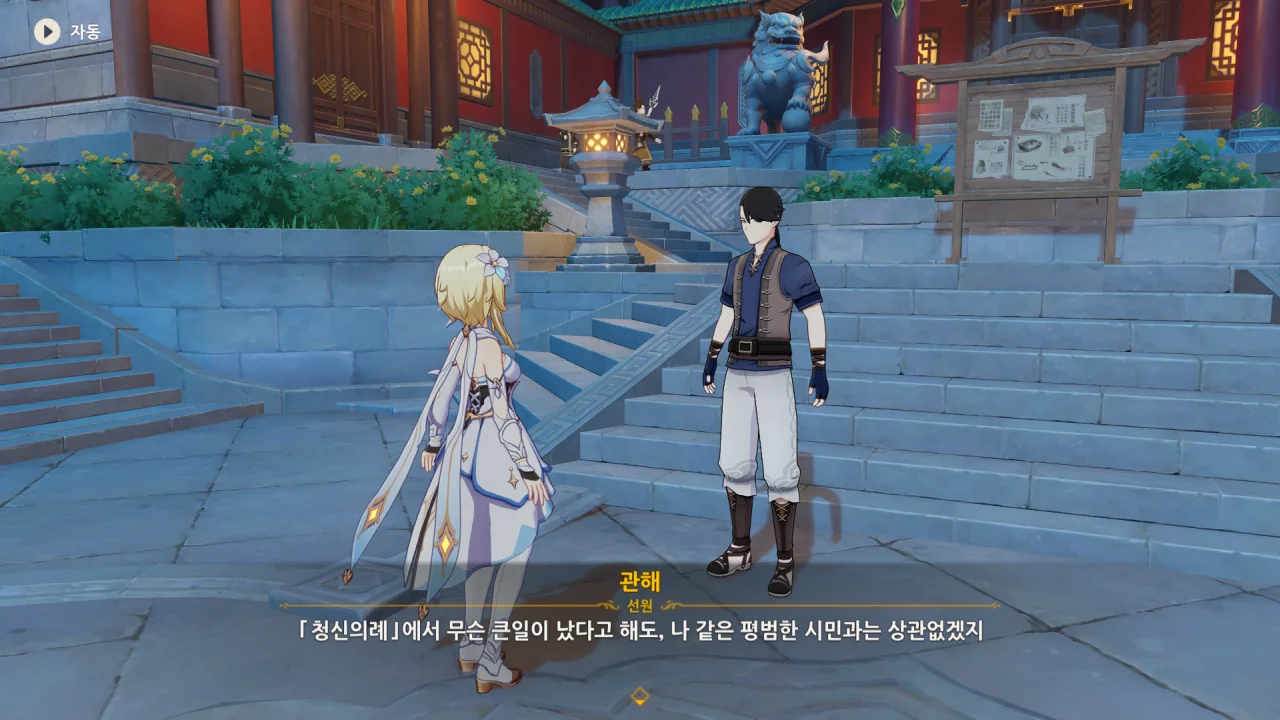 자동
관해
선원
「청신의례」에서 무슨 큰일이 났다고 해도, 나 같은 평범한 시민과는 상관없겠지